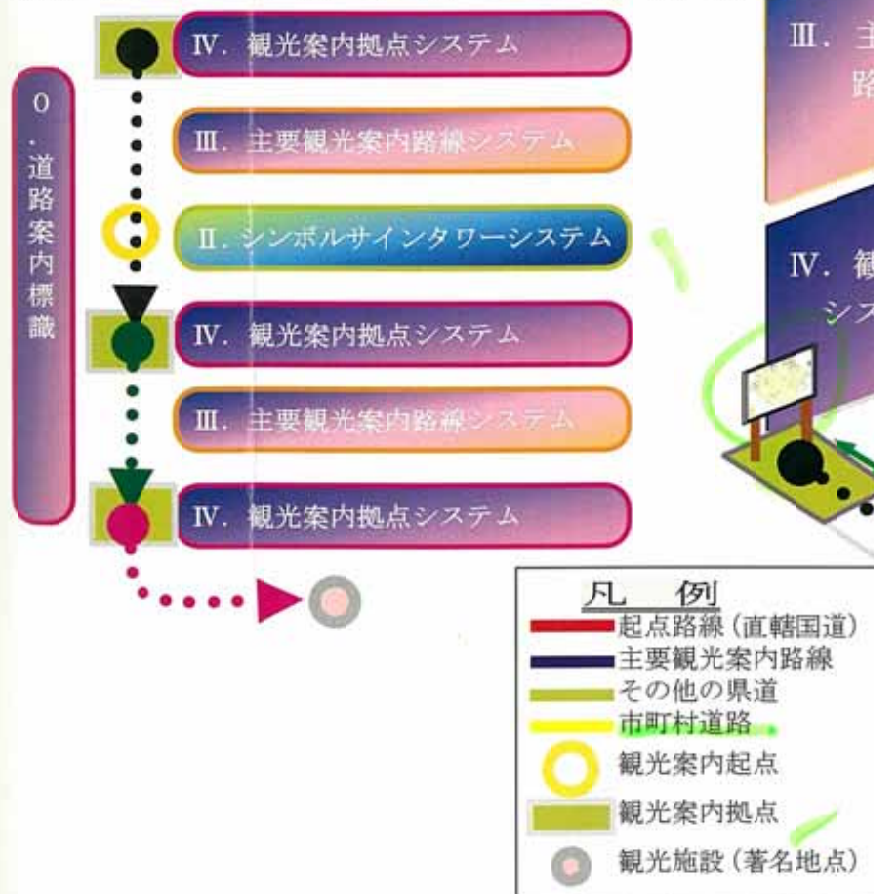 0.道路案内標識
Ⅳ. 観光案内拠点システム
Ⅲ. 主要観光案内路線システム
Ⅱ. シンボルサインタワーシステム
Ⅳ. 観光案内拠点システム
Ⅲ. 主要観光案内路線システム
Ⅳ. 観光案内拠点システム
Ⅲ. 主
路
Ⅳ. 観
シス
凡 例
起点路線(直轄国道)
主要観光案内路線
その他の県道
市町村道路
観光案内起点
観光案内拠点
観光施設(著名地点)